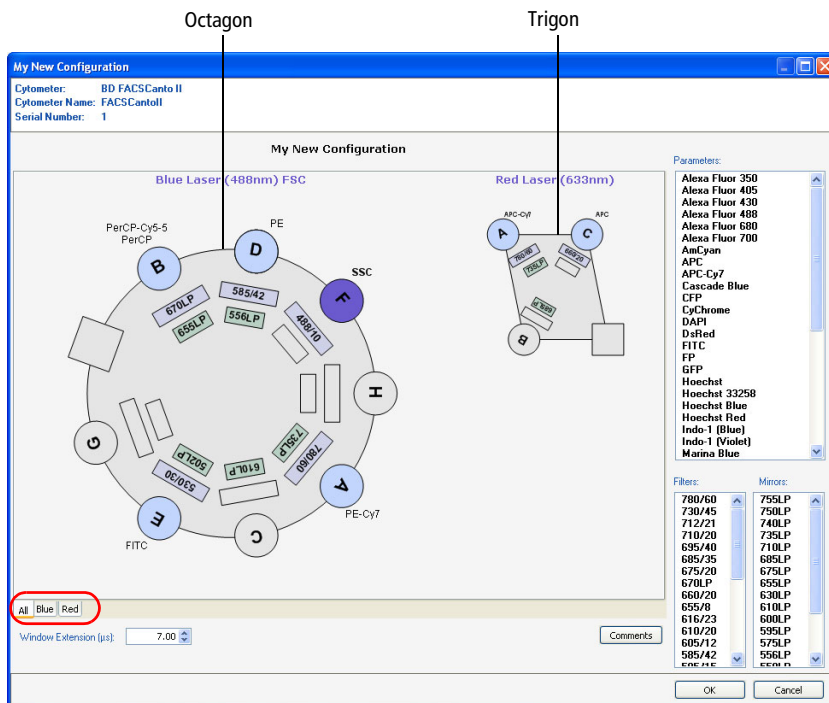 Octagon
Trigon
My New Configuration
Cytometer: BD FACSCanto II
Cytometer Name: FACSCantoII
Serial Number: 1
My New Configuration
Blue Laser (488nm) FSC
Red Laser (633nm)
PerCP-Cy5-5
PerCP
PE
SSC
B
D
F
670LP
655LP
585/42
556LP
488/10
H
G
502LP
530/30
610LP
735LP
780/60
A
PE-Cy7
E
FITC
C
APC-Cy7
APC
A
C
780/60
735LP
660/20
685LP
B
Parameters:
Alexa Fluor 350
Alexa Fluor 405
Alexa Fluor 430
Alexa Fluor 488
Alexa Fluor 680
Alexa Fluor 700
AmCyan
APC
APC-Cy7
Cascade Blue
CFP
CyChrome
DAPI
DsRed
FITC
FP
GFP
Hoechst
Hoechst 33258
Hoechst Blue
Hoechst Red
Indo-1 (Blue)
Indo-1 (Violet)
Marina Blue
Filters:
780/60
730/45
712/21
710/20
695/40
685/35
675/20
670LP
660/20
655/8
616/23
610/20
605/12
585/42
Mirrors:
755LP
750LP
740LP
735LP
710LP
685LP
675LP
655LP
630LP
610LP
600LP
595LP
575LP
556LP
All Blue Red
Window Extension (µs): 7.00
Comments
OK Cancel